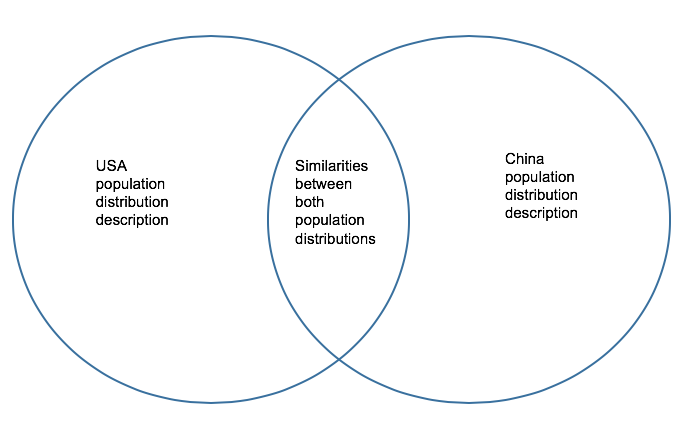 USA
population
distribution
description
Similarities
between
both
population
distributions
China
population
distribution
description